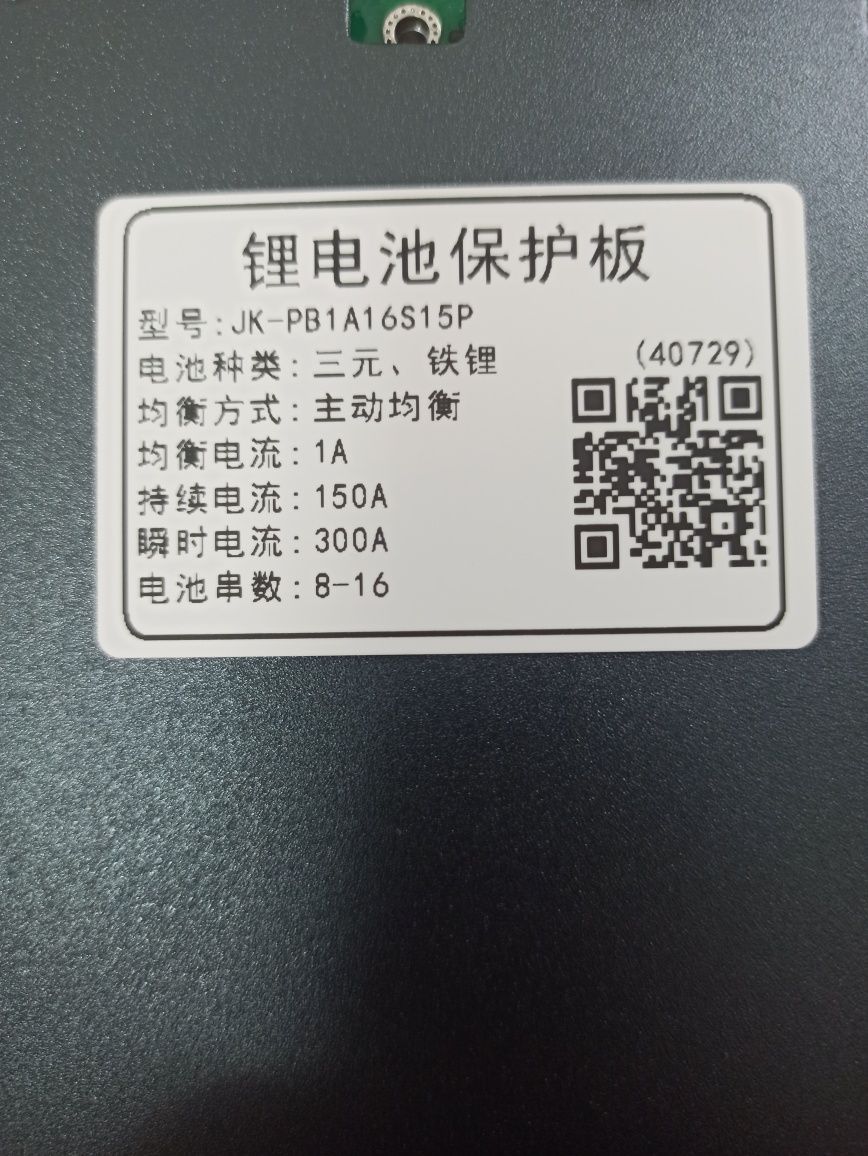 锂电池保护板
型号:JK-PB1A16S15P
电池种类:三元、铁锂
(40729)
均衡方式:主动均衡
均衡电流:1A
持续电流:150A
瞬时电流:300A
电池串数:8-16